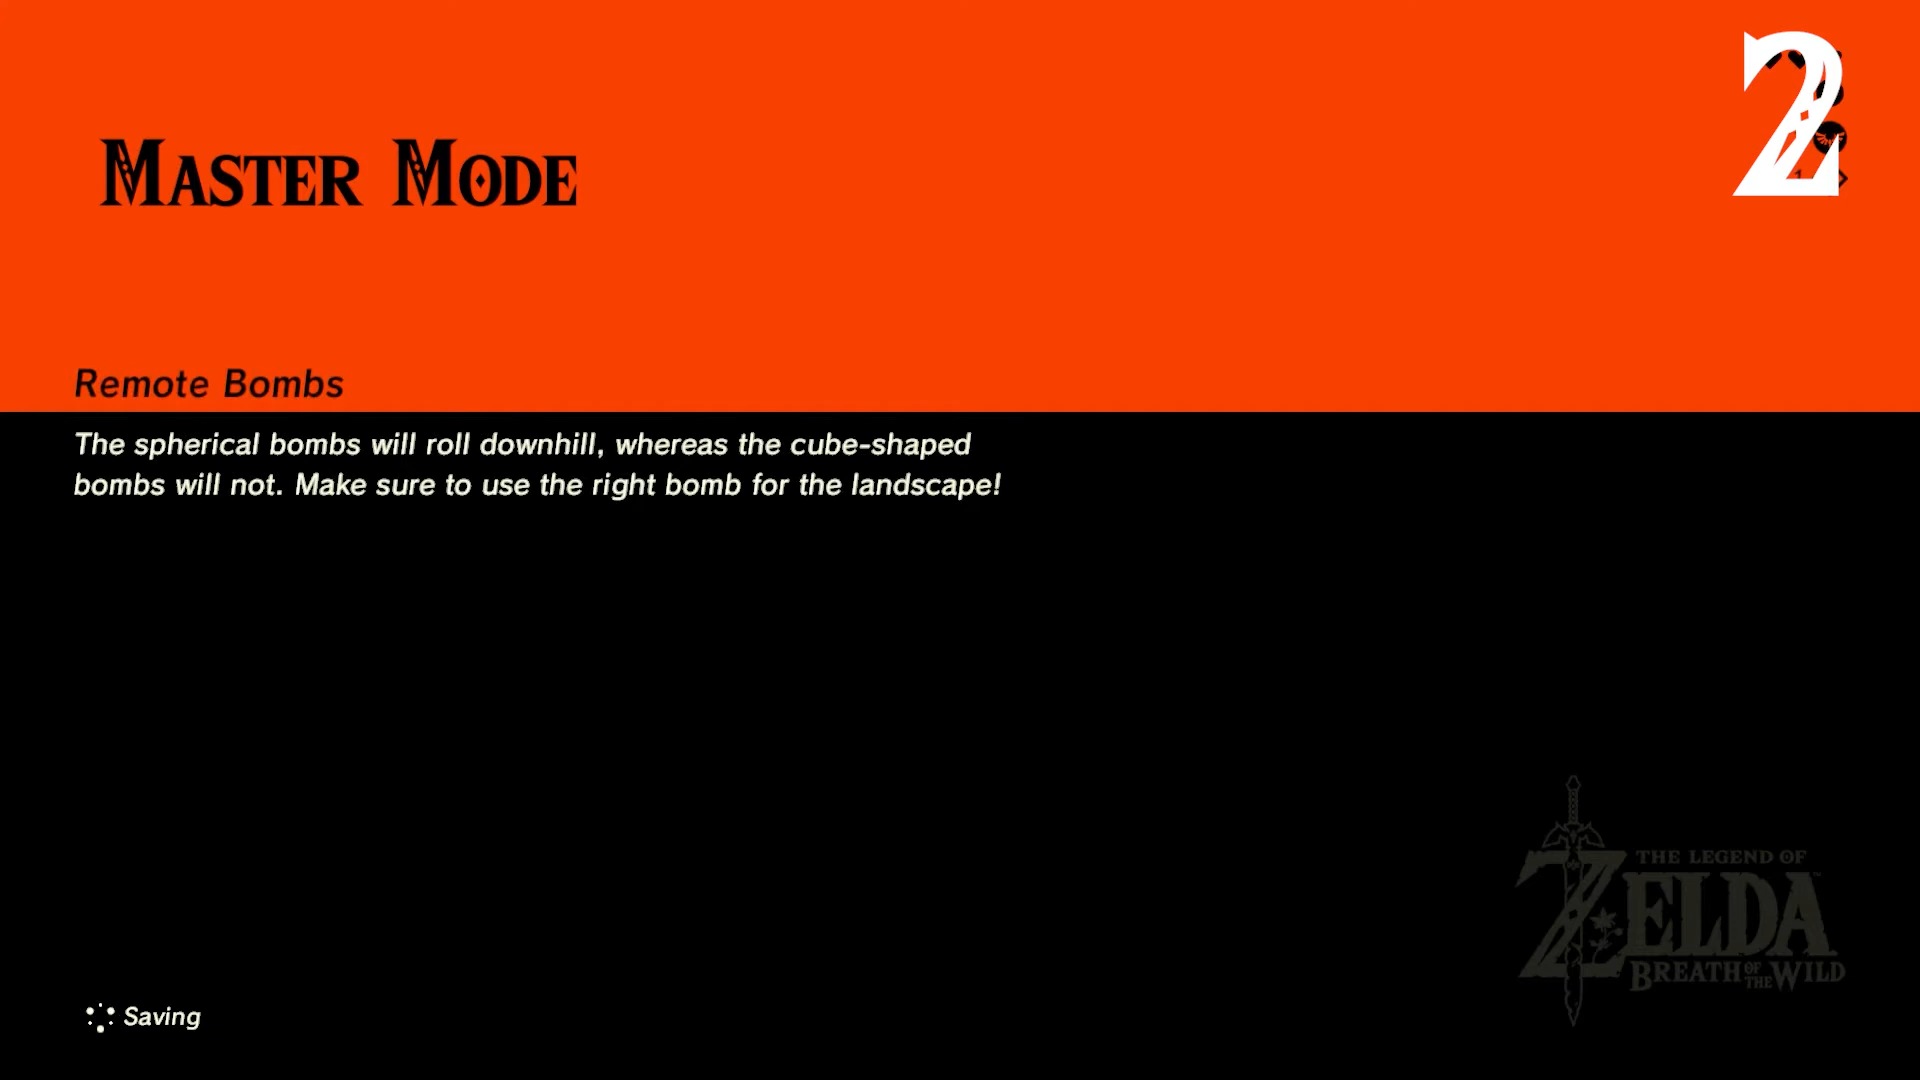 2
MASTER MODE
Remote Bombs
The spherical bombs will roll downhill, whereas the cube-shaped
bombs will not. Make sure to use the right bomb for the landscape!
THE LEGEND OF
ZELDA™
BREATH OF THE WILD
Saving